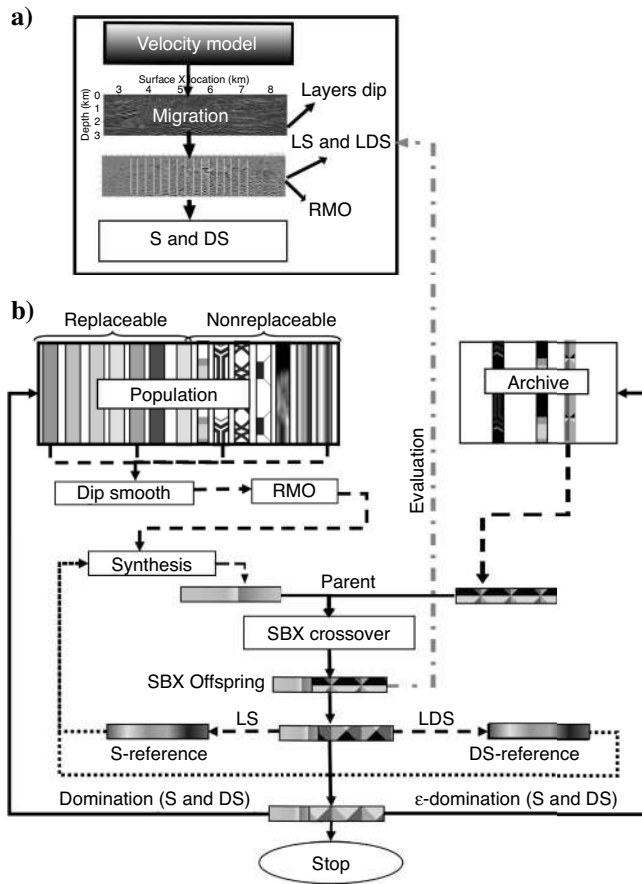 a)
Velocity model
Surface X location (km)
3 4 5 6 7 8
Depth (km)
0
1
2
3
Migration
Layers dip
LS and LDS
RMO
S and DS
b)
Replaceable
Nonreplaceable
Population
Archive
Evaluation
Dip smooth
RMO
Synthesis
Parent
SBX crossover
SBX Offspring
LS
LDS
S-reference
DS-reference
Domination (S and DS)
ε-domination (S and DS)
Stop